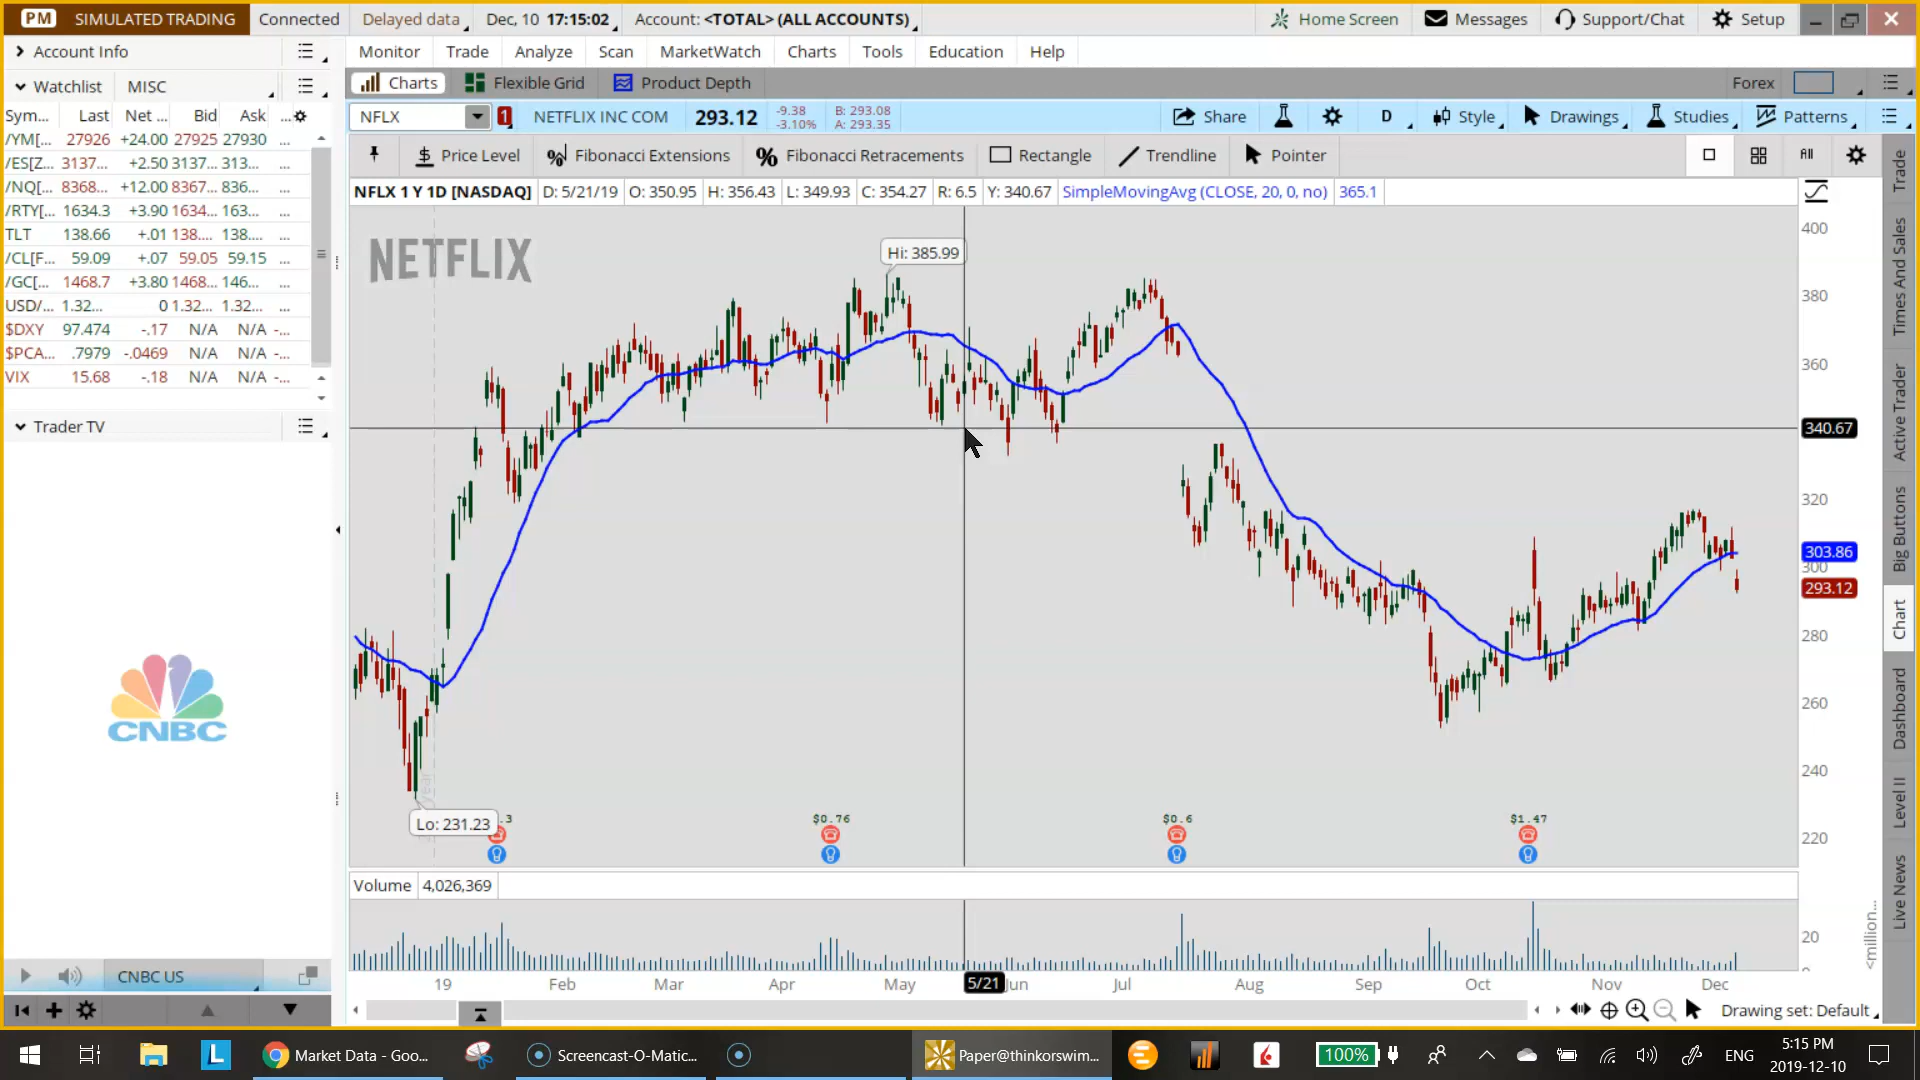 PM SIMULATED TRADING Connected Delayed data Dec, 10 17:15:02 Account: <TOTAL> (ALL ACCOUNTS) Home Screen Messages Support/Chat Setup
Account Info
Monitor Trade Analyze Scan MarketWatch Charts Tools Education Help
Watchlist MISC
Charts Flexible Grid Product Depth Forex
Sym... Last Net ... Bid Ask ...
NFLX 1 NETFLIX INC COM 293.12 -9.38 -3.10% B: 293.08 A: 293.35 Share D Style Drawings Studies Patterns
/YM[... 27926 +24.00 27925 27930
/ES[Z... 3137... +2.50 3137... 313... ...
/NQ[... 8368... +12.00 8367... 836... ...
/RTY[... 1634.3 +3.90 1634... 163... ...
TLT 138.66 +.01 138.... 138.... ...
/CL[F... 59.09 +.07 59.05 59.15 ...
/GC[... 1468.7 +3.80 1468... 146... ...
USD/... 1.32... 0 1.32... 1.32... ...
$DXY 97.474 -.17 N/A N/A -...
$PCA... .7979 -.0469 N/A N/A -...
VIX 15.68 -.18 N/A N/A -...
Price Level Fibonacci Extensions Fibonacci Retracements Rectangle Trendline Pointer All
NFLX 1 Y 1D [NASDAQ] D: 5/21/19 O: 350.95 H: 356.43 L: 349.93 C: 354.27 R: 6.5 Y: 340.67 SimpleMovingAvg (CLOSE, 20, 0, no) 365.1
NETFLIX
Hi: 385.99
400
380
360
340.67
320
303.86
300
293.12
280
260
240
220
Trader TV
CNBC
year
Lo: 231.23
.3
$0.76
$0.6
$1.47
Volume 4,026,369
20
0
<million...
19 Feb Mar Apr May 5/21 Jun Jul Aug Sep Oct Nov Dec
CNBC US
Drawing set: Default
Trade
Times And Sales
Active Trader
Big Buttons
Chart
Dashboard
Level II
Live News
L Market Data - Goo... Screencast-O-Matic... Paper@thinkorswim... 100% ENG 5:15 PM
2019-12-10